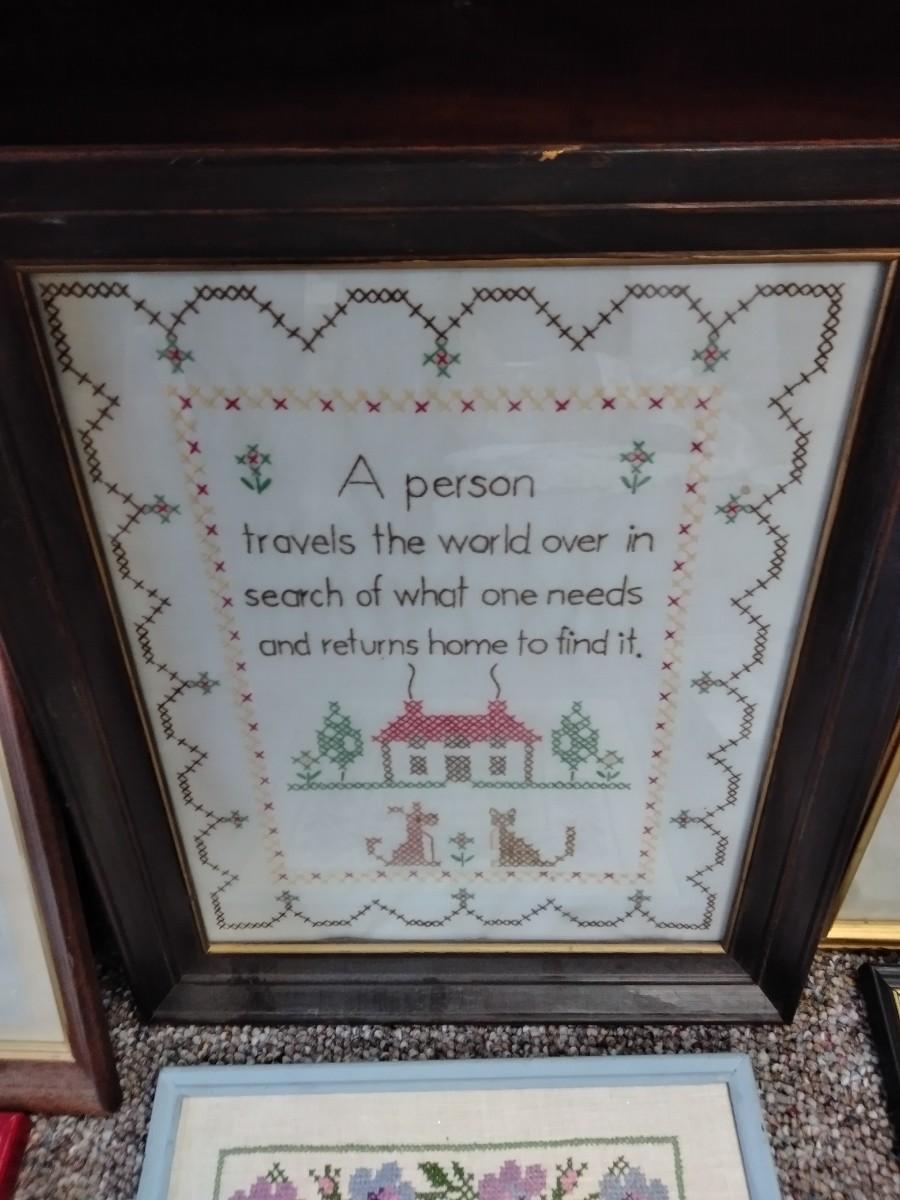 A person
travels the world over in
search of what one needs
and returns home to find it.